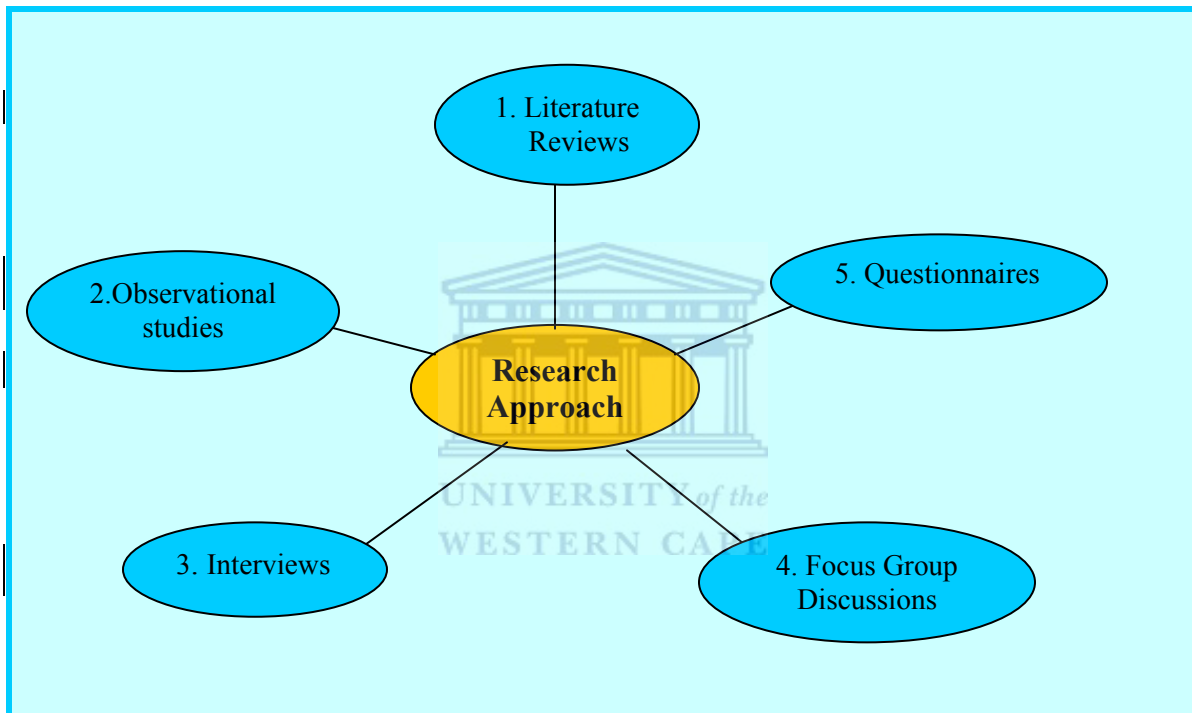 1. Literature
Reviews
2.Observational
studies
5. Questionnaires
Research
Approach
UNIVERSITY of the
WESTERN CAPE
3. Interviews
4. Focus Group
Discussions